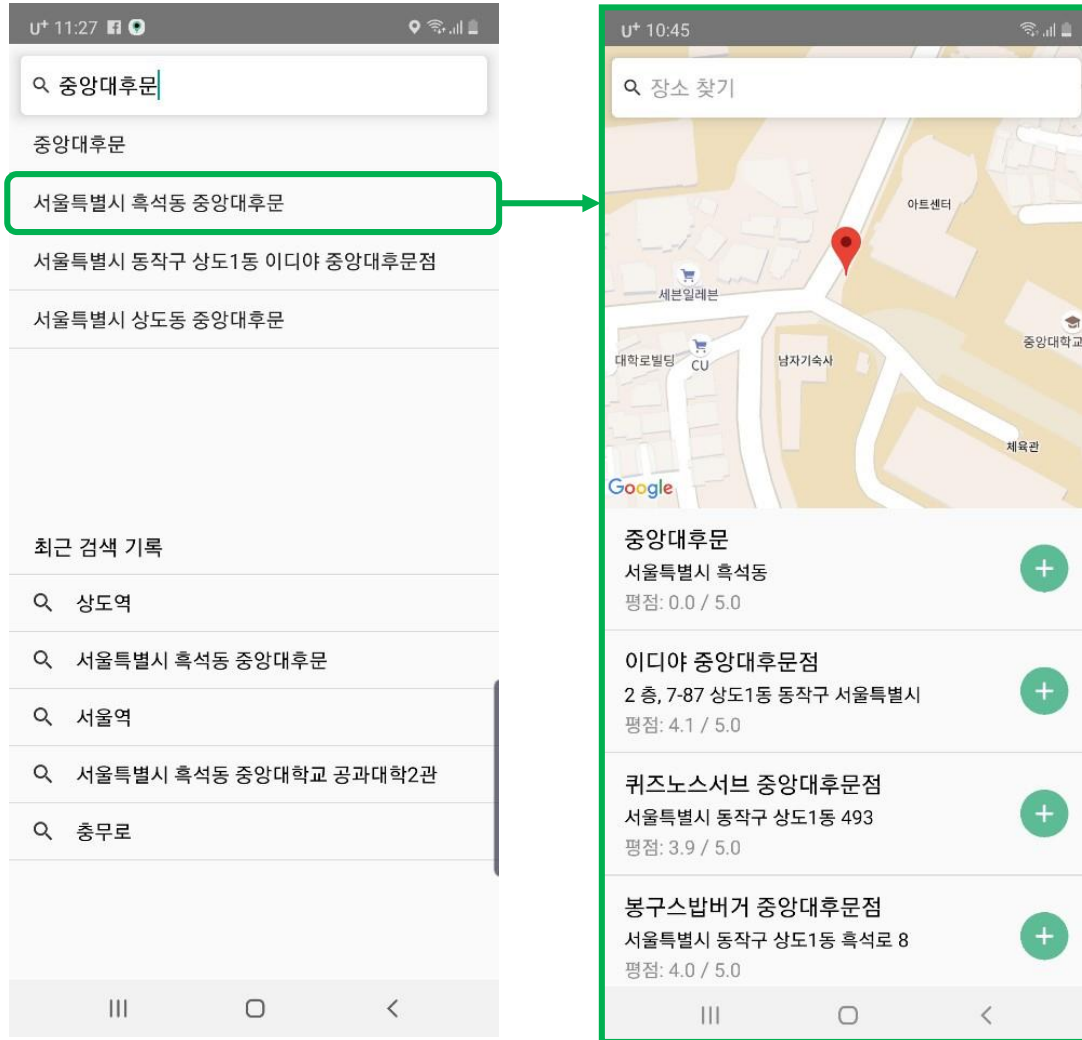 U+ 11:27
중앙대후문
중앙대후문
서울특별시 흑석동 중앙대후문
서울특별시 동작구 상도1동 이디야 중앙대후문점
서울특별시 상도동 중앙대후문
최근 검색 기록
상도역
서울특별시 흑석동 중앙대후문
서울역
서울특별시 흑석동 중앙대학교 공과대학2관
충무로
U+ 10:45
장소 찾기
아트센터
세븐일레븐
중앙대학교
대학로빌딩
CU
남자기숙사
체육관
Google
중앙대후문
서울특별시 흑석동
평점: 0.0 / 5.0
이디야 중앙대후문점
2 층, 7-87 상도1동 동작구 서울특별시
평점: 4.1 / 5.0
퀴즈노스서브 중앙대후문점
서울특별시 동작구 상도1동 493
평점: 3.9 / 5.0
봉구스밥버거 중앙대후문점
서울특별시 동작구 상도1동 흑석로 8
평점: 4.0 / 5.0